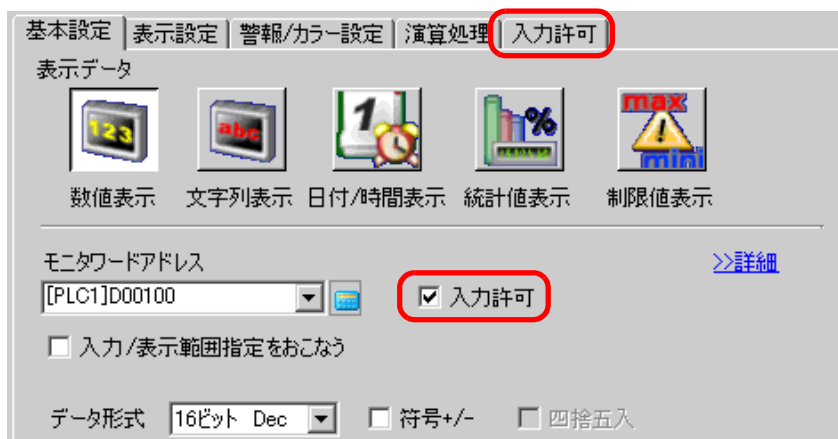 基本設定 表示設定 警報/カラー設定 演算処理 入力許可
表示データ
123 abc 1 % max mini
数値表示 文字列表示 日付/時間表示 統計値表示 制限値表示
モニタワードアドレス >>詳細
[PLC1]D00100 入力許可
入力/表示範囲指定をおこなう
データ形式 16ビット Dec 符号+/- 四捨五入